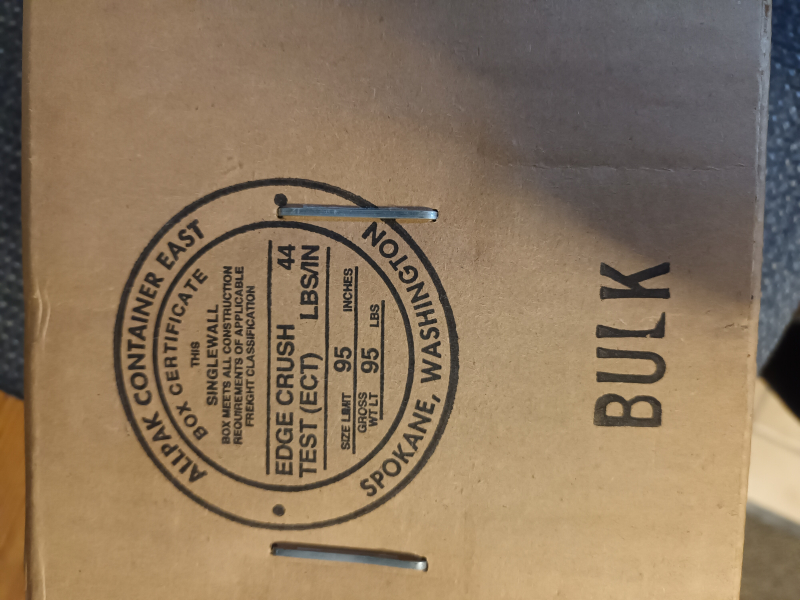 ALLPAK CONTAINER EAST
BOX CERTIFICATE
THIS
SINGLEWALL
BOX MEETS ALL CONSTRUCTION
REQUIREMENTS OF APPLICABLE
FREIGHT CLASSIFICATION
EDGE CRUSH 44
TEST (ECT) LBS/IN
SIZE LIMIT 95 INCHES
GROSS WT LT 95 LBS
SPOKANE, WASHINGTON
BULK